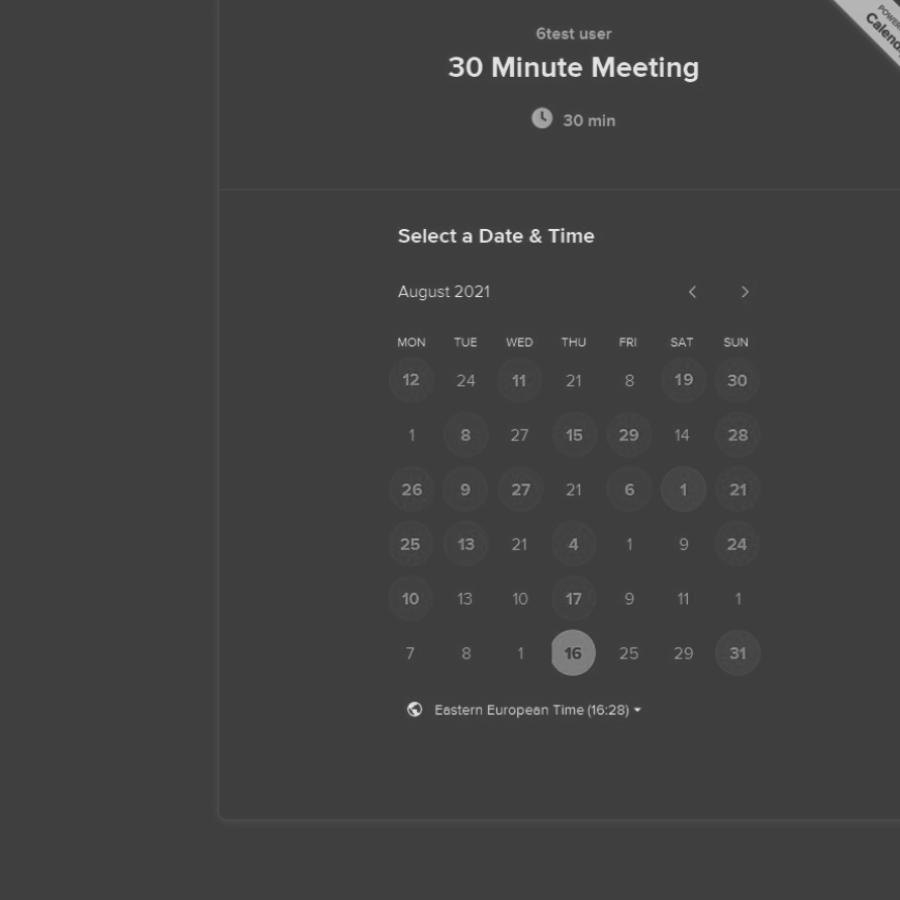 6test user
30 Minute Meeting
30 min
Select a Date & Time
August 2021
MON TUE WED THU FRI SAT SUN
12 24 11 21 8 19 30
1 8 27 15 29 14 28
26 9 27 21 6 1 21
25 13 21 4 1 9 24
10 13 10 17 9 11 1
7 8 1 16 25 29 31
Eastern European Time (16:28)